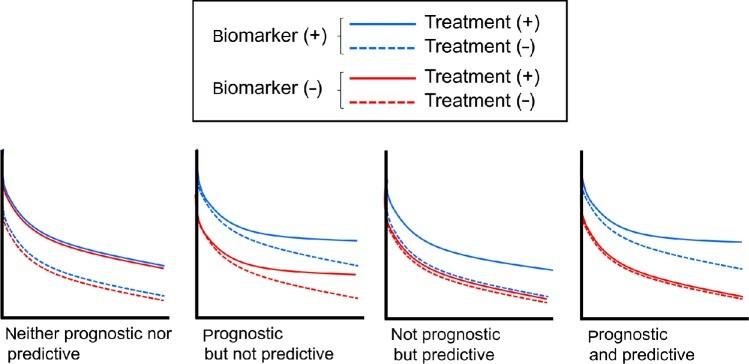 Biomarker (+)
Treatment (+)
Treatment (–)
Biomarker (–)
Treatment (+)
Treatment (–)
Neither prognostic nor
predictive
Prognostic
but not predictive
Not prognostic
but predictive
Prognostic
and predictive